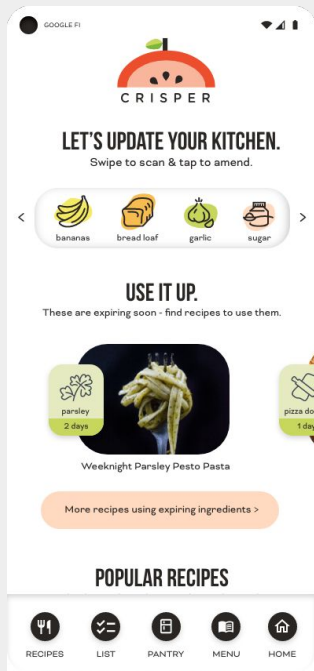 GOOGLE FI
CRISPER
LET'S UPDATE YOUR KITCHEN.
Swipe to scan & tap to amend.
< >
bananas bread loaf garlic sugar
USE IT UP.
These are expiring soon - find recipes to use them.
parsley
2 days
pizza
Weeknight Parsley Pesto Pasta
More recipes using expiring ingredients >
POPULAR RECIPES
RECIPES LIST PANTRY MENU HOME